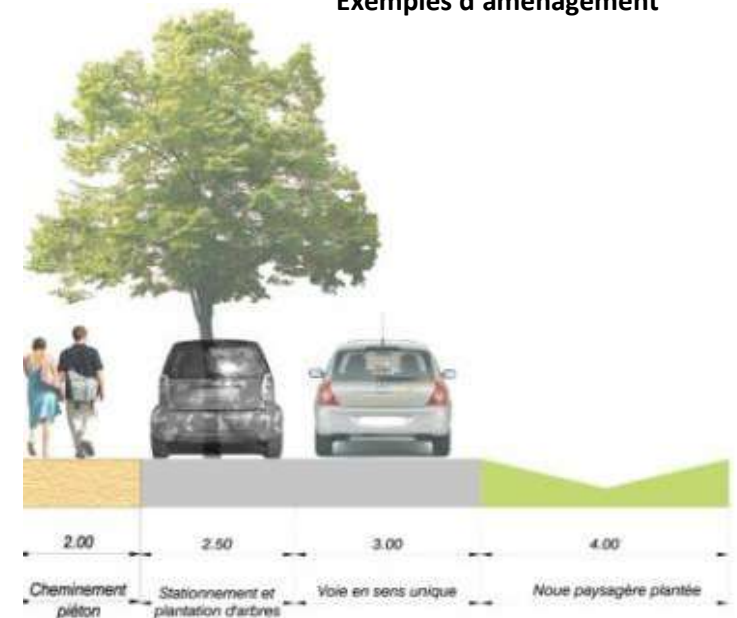 Exemples d'aménagement
2.00 2.50 3.00 4.00
Cheminement piéton
Stationnement et plantation d'arbres
Voie en sens unique
Noue paysagère plantée